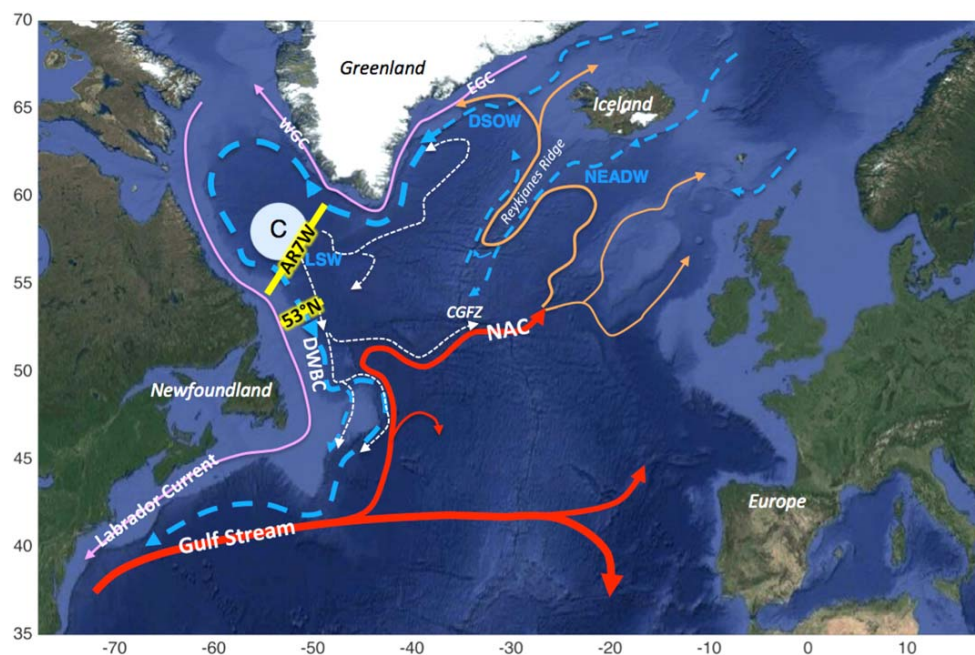 70
65
60
55
50
45
40
35
Greenland
Iceland
EGC
WGC
DSOW
Reykjanes Ridge
NEADW
C
AR7W
LSW
53°N
CGFZ
NAC
DWBC
Newfoundland
Labrador Current
Gulf Stream
Europe
-70
-60
-50
-40
-30
-20
-10
0
10